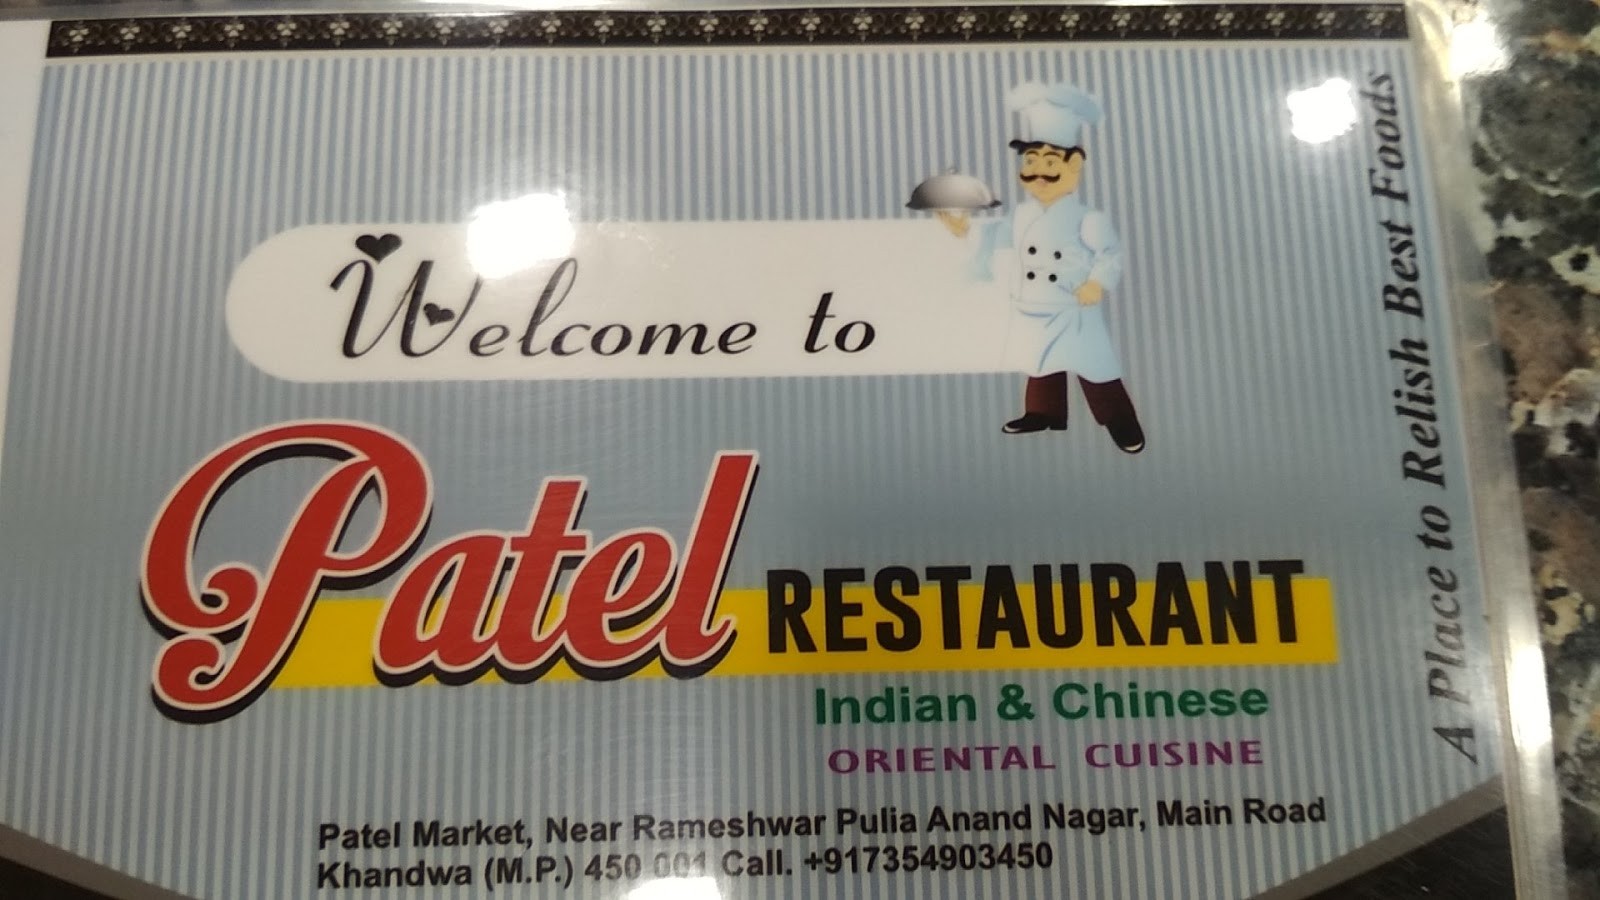 Welcome to
Patel RESTAURANT
Indian & Chinese
ORIENTAL CUISINE
Patel Market, Near Rameshwar Pulia Anand Nagar, Main Road
Khandwa (M.P.) 450 001 Call. +917354903450
A Place to Relish Best Foods